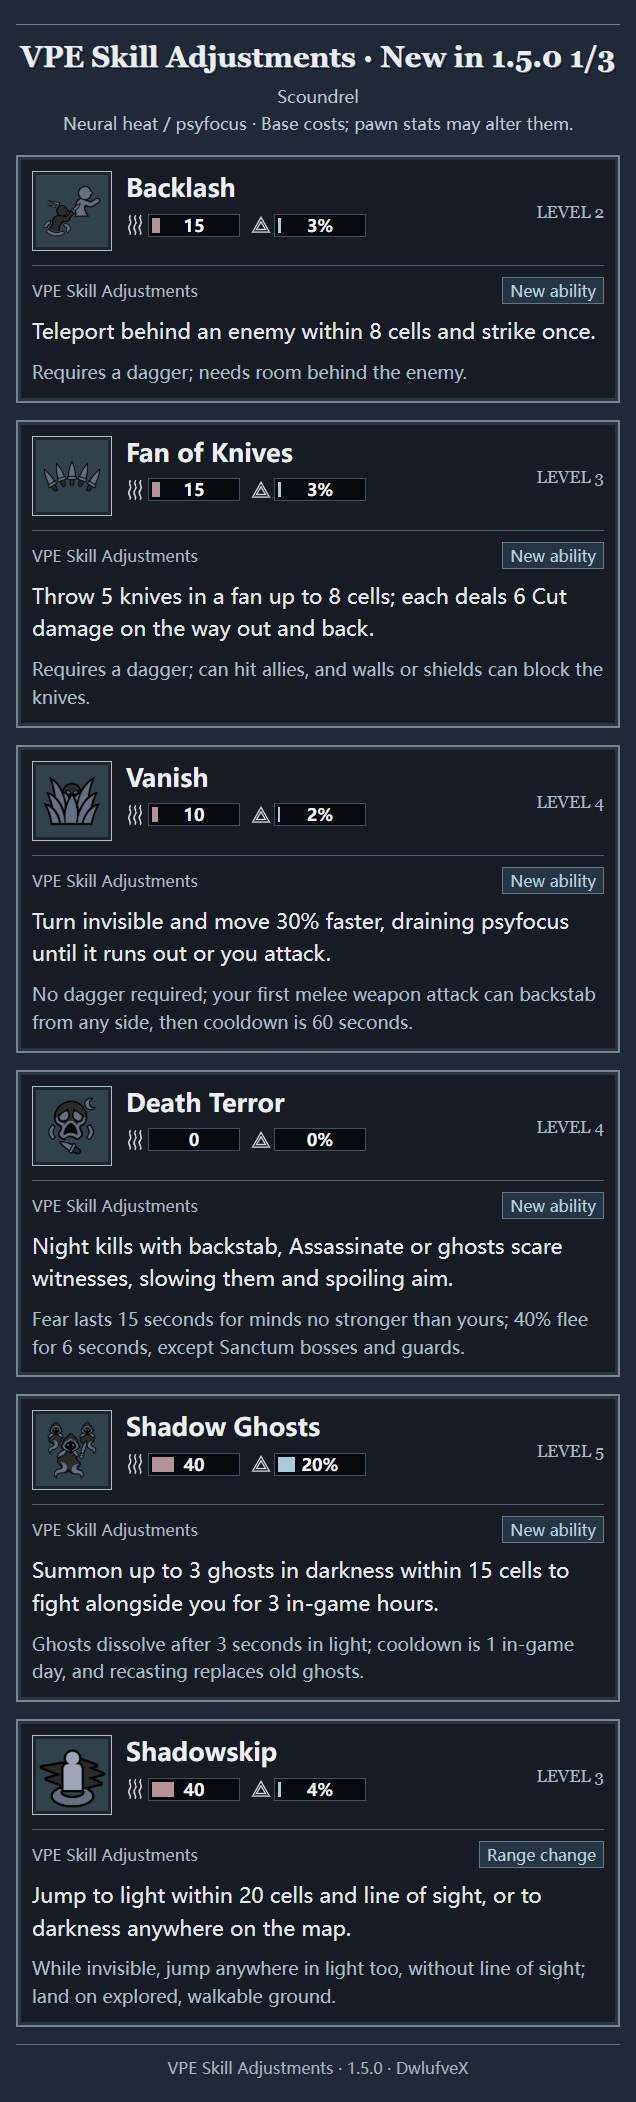 VPE Skill Adjustments · New in 1.5.0 1/3
Scoundrel
Neural heat / psyfocus · Base costs; pawn stats may alter them.
Backlash
15 3%
LEVEL 2
VPE Skill Adjustments
New ability
Teleport behind an enemy within 8 cells and strike once.
Requires a dagger; needs room behind the enemy.
Fan of Knives
15 3%
LEVEL 3
VPE Skill Adjustments
New ability
Throw 5 knives in a fan up to 8 cells; each deals 6 Cut
damage on the way out and back.
Requires a dagger; can hit allies, and walls or shields can block the
knives.
Vanish
10 2%
LEVEL 4
VPE Skill Adjustments
New ability
Turn invisible and move 30% faster, draining psyfocus
until it runs out or you attack.
No dagger required; your first melee weapon attack can backstab
from any side, then cooldown is 60 seconds.
Death Terror
0 0%
LEVEL 4
VPE Skill Adjustments
New ability
Night kills with backstab, Assassinate or ghosts scare
witnesses, slowing them and spoiling aim.
Fear lasts 15 seconds for minds no stronger than yours; 40% flee
for 6 seconds, except Sanctum bosses and guards.
Shadow Ghosts
40 20%
LEVEL 5
VPE Skill Adjustments
New ability
Summon up to 3 ghosts in darkness within 15 cells to
fight alongside you for 3 in-game hours.
Ghosts dissolve after 3 seconds in light; cooldown is 1 in-game
day, and recasting replaces old ghosts.
Shadowskip
40 4%
LEVEL 3
VPE Skill Adjustments
Range change
Jump to light within 20 cells and line of sight, or to
darkness anywhere on the map.
While invisible, jump anywhere in light too, without line of sight;
land on explored, walkable ground.
VPE Skill Adjustments · 1.5.0 · DwlufveX